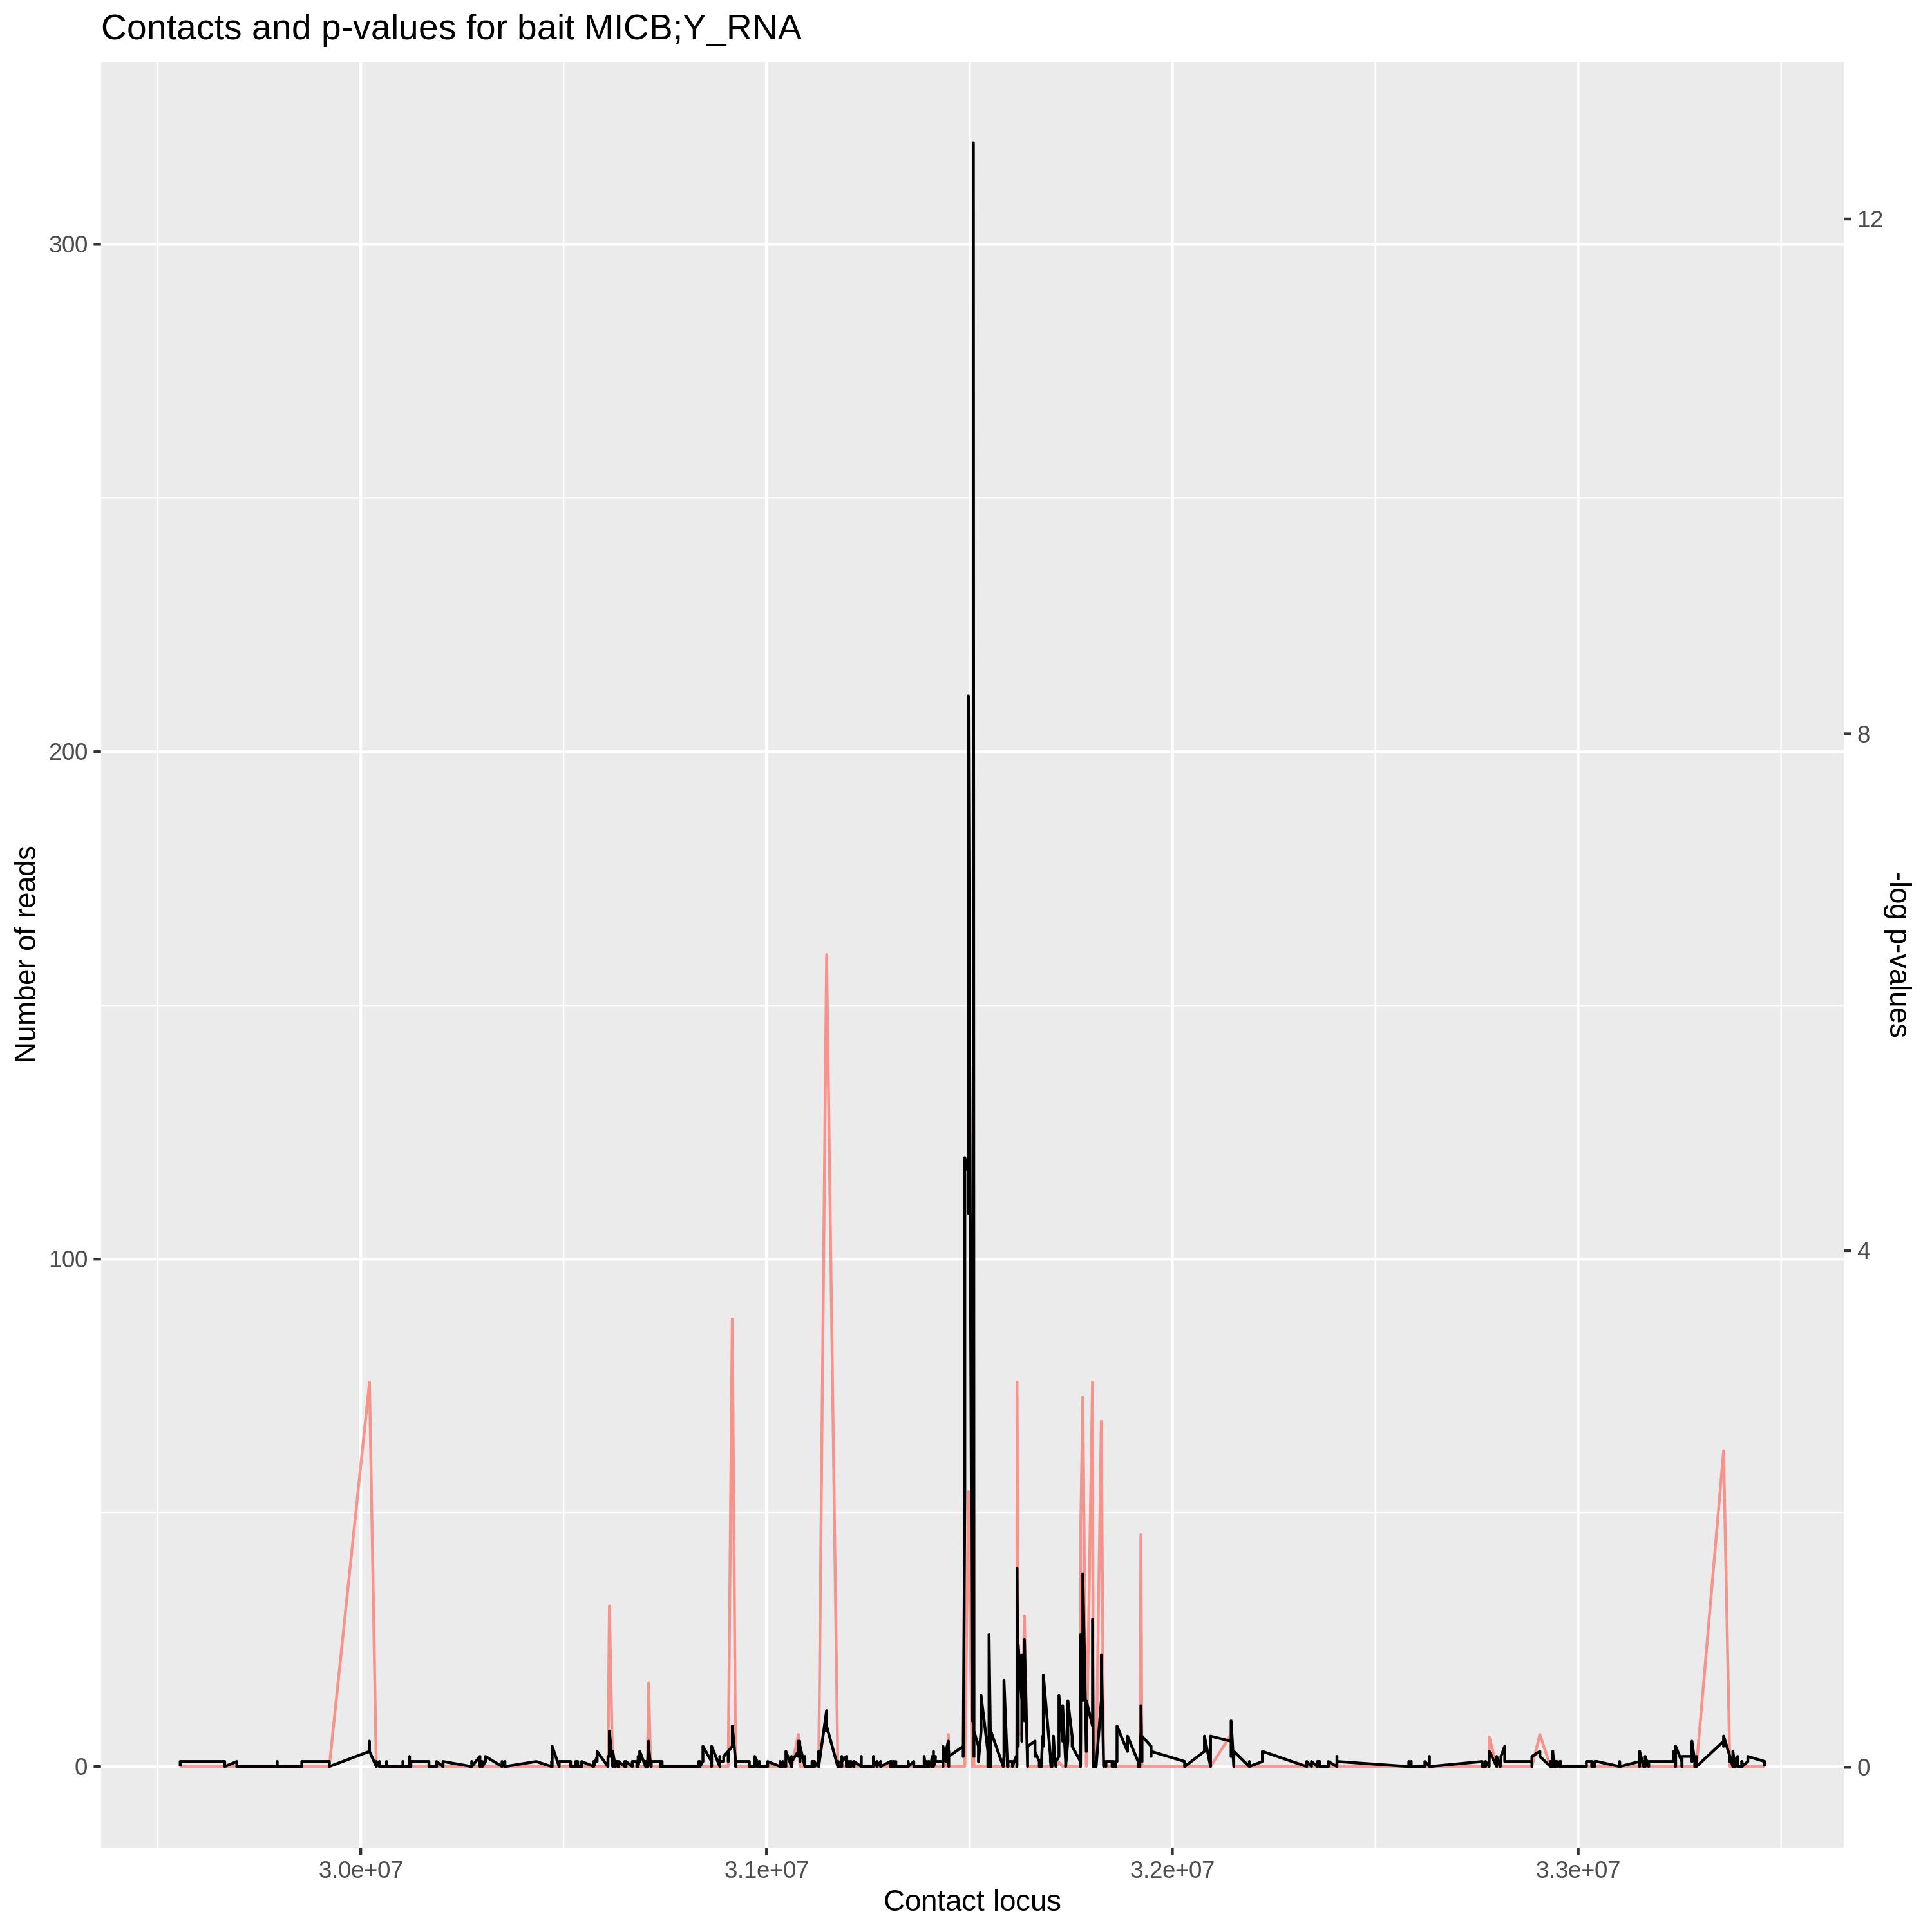 Contacts and p-values for bait MICB;Y_RNA
300
200
100
0
12
8
4
0
Number of reads
-log p-values
3.0e+07
3.1e+07
3.2e+07
3.3e+07
Contact locus